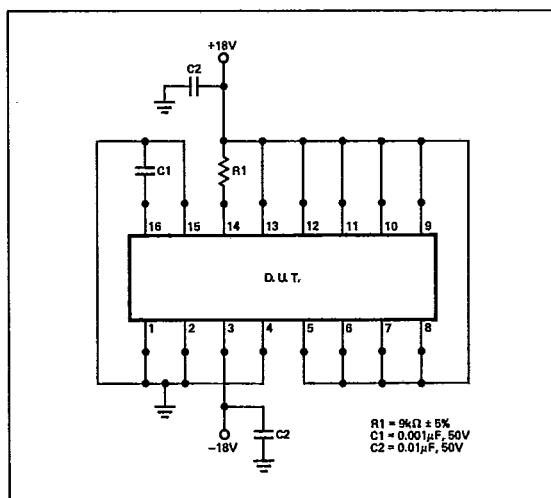 +18V
C2
C1
R1
16 15 14 13 12 11 10 9
D.U.T.
1 2 3 4 5 6 7 8
C2
−18V
R1 = 9kΩ ± 5%
C1 = 0.001μF, 50V
C2 = 0.01μF, 50V